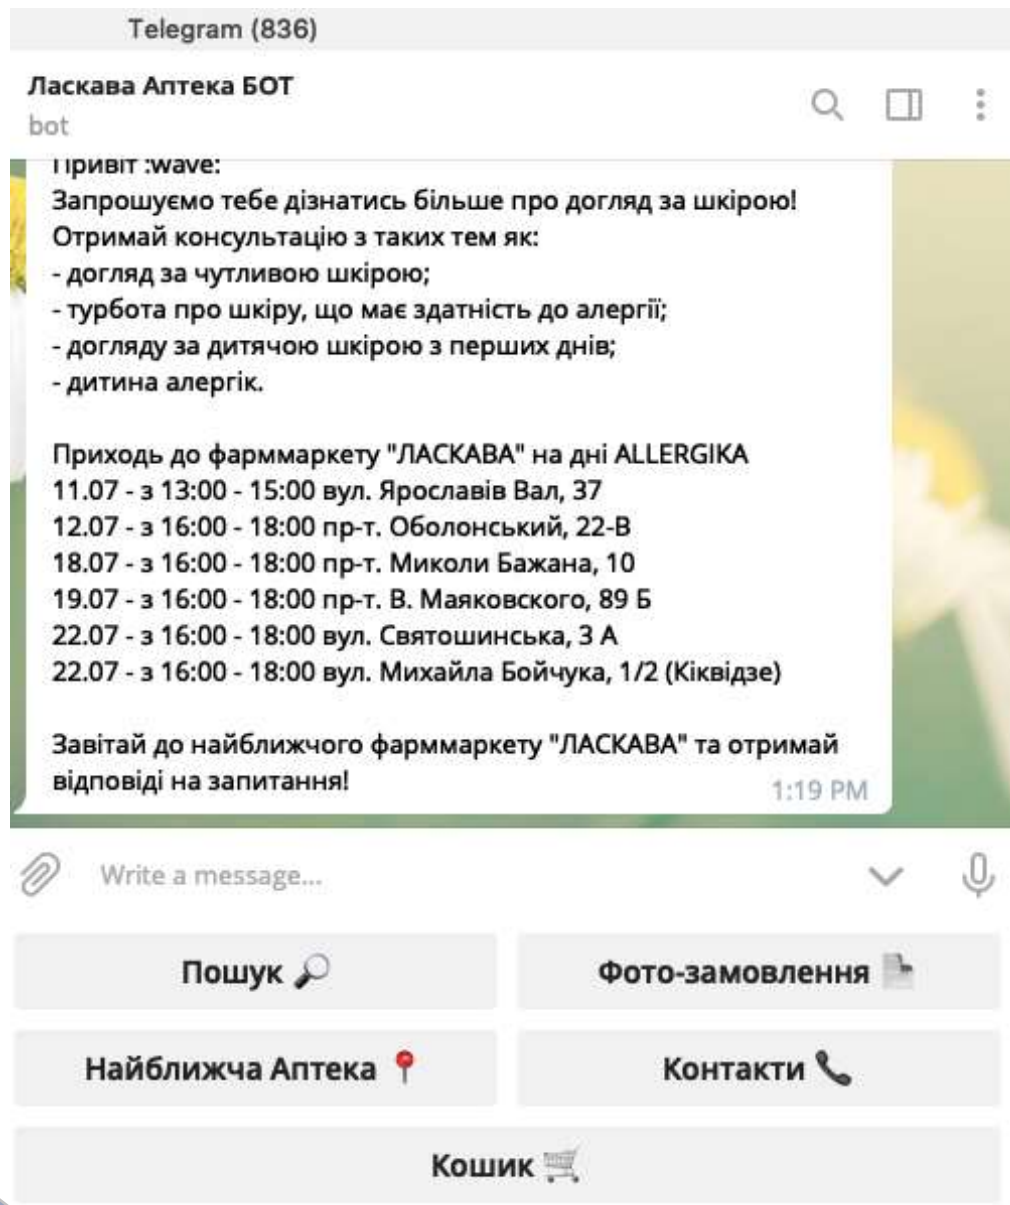 Telegram (836)
Ласкава Аптека БОТ
bot
Привіт :wave:
Запрошуємо тебе дізнатись більше про догляд за шкірою!
Отримай консультацію з таких тем як:
- догляд за чутливою шкірою;
- турбота про шкіру, що має здатність до алергії;
- догляду за дитячою шкірою з перших днів;
- дитина алергік.
Приходь до фарммаркету "ЛАСКАВА" на дні ALLERGIKA
11.07 - з 13:00 - 15:00 вул. Ярославів Вал, 37
12.07 - з 16:00 - 18:00 пр-т. Оболонський, 22-В
18.07 - з 16:00 - 18:00 пр-т. Миколи Бажана, 10
19.07 - з 16:00 - 18:00 пр-т. В. Маяковского, 89 Б
22.07 - з 16:00 - 18:00 вул. Святошинська, 3 А
22.07 - з 16:00 - 18:00 вул. Михайла Бойчука, 1/2 (Кіквідзе)
Завітай до найближчого фарммаркету "ЛАСКАВА" та отримай
відповіді на запитання!
1:19 PM
Write a message...
Пошук
Фото-замовлення
Найближча Аптека
Контакти
Кошик